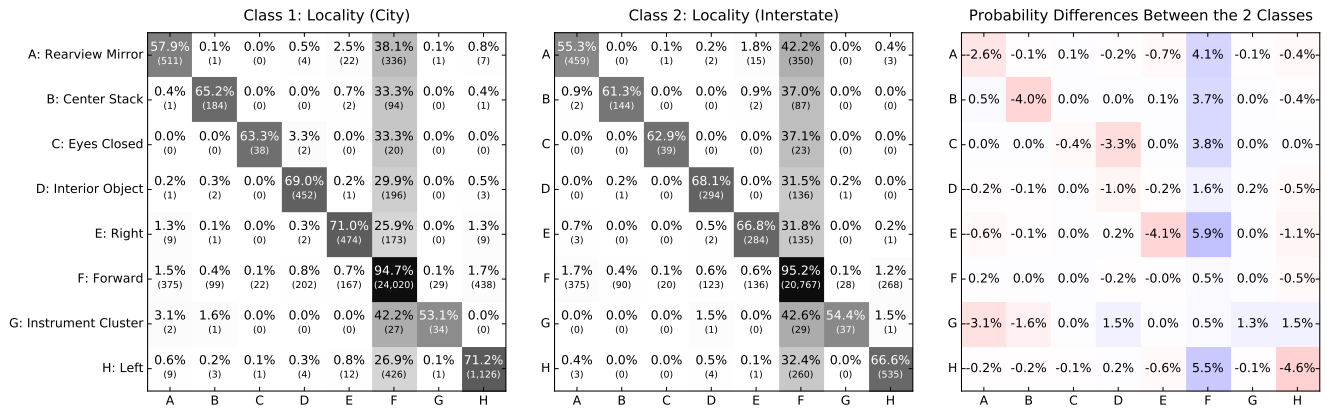 Class 1: Locality (City)
A: Rearview Mirror 57.9% 0.1% 0.0% 0.5% 2.5% 38.1% 0.1% 0.8%
(511) (1) (0) (4) (22) (336) (1) (7)
B: Center Stack 0.4% 65.2% 0.0% 0.0% 0.7% 33.3% 0.0% 0.4%
(1) (184) (0) (0) (2) (94) (0) (1)
C: Eyes Closed 0.0% 0.0% 63.3% 3.3% 0.0% 33.3% 0.0% 0.0%
(0) (0) (38) (2) (0) (20) (0) (0)
D: Interior Object 0.2% 0.3% 0.0% 69.0% 0.2% 29.9% 0.0% 0.5%
(1) (2) (0) (452) (1) (196) (0) (3)
E: Right 1.3% 0.1% 0.0% 0.3% 71.0% 25.9% 0.0% 1.3%
(9) (1) (0) (2) (474) (173) (0) (9)
F: Forward 1.5% 0.4% 0.1% 0.8% 0.7% 94.7% 0.1% 1.7%
(375) (99) (22) (202) (167) (24,020) (29) (438)
G: Instrument Cluster 3.1% 1.6% 0.0% 0.0% 0.0% 42.2% 53.1% 0.0%
(2) (1) (0) (0) (0) (27) (34) (0)
H: Left 0.6% 0.2% 0.1% 0.3% 0.8% 26.9% 0.1% 71.2%
(9) (3) (1) (4) (12) (426) (1) (1,126)
A B C D E F G H
Class 2: Locality (Interstate)
A 55.3% 0.0% 0.1% 0.2% 1.8% 42.2% 0.0% 0.4%
(459) (0) (1) (2) (15) (350) (0) (3)
B 0.9% 61.3% 0.0% 0.0% 0.9% 37.0% 0.0% 0.0%
(2) (144) (0) (0) (2) (87) (0) (0)
C 0.0% 0.0% 62.9% 0.0% 0.0% 37.1% 0.0% 0.0%
(0) (0) (39) (0) (0) (23) (0) (0)
D 0.0% 0.2% 0.0% 68.1% 0.0% 31.5% 0.2% 0.0%
(0) (1) (0) (294) (0) (136) (1) (0)
E 0.7% 0.0% 0.0% 0.5% 66.8% 31.8% 0.0% 0.2%
(3) (0) (0) (2) (284) (135) (0) (1)
F 1.7% 0.4% 0.1% 0.6% 0.6% 95.2% 0.1% 1.2%
(375) (90) (20) (123) (136) (20,767) (28) (268)
G 0.0% 0.0% 0.0% 1.5% 0.0% 42.6% 54.4% 1.5%
(0) (0) (0) (1) (0) (29) (37) (1)
H 0.4% 0.0% 0.0% 0.5% 0.1% 32.4% 0.0% 66.6%
(3) (0) (0) (4) (1) (260) (0) (535)
A B C D E F G H
Probability Differences Between the 2 Classes
A -2.6% -0.1% 0.1% -0.2% -0.7% 4.1% -0.1% -0.4%
B 0.5% -4.0% 0.0% 0.0% 0.1% 3.7% 0.0% -0.4%
C 0.0% 0.0% -0.4% -3.3% 0.0% 3.8% 0.0% 0.0%
D -0.2% -0.1% 0.0% -1.0% -0.2% 1.6% 0.2% -0.5%
E -0.6% -0.1% 0.0% 0.2% -4.1% 5.9% 0.0% -1.1%
F 0.2% 0.0% 0.0% -0.2% -0.0% 0.5% 0.0% -0.5%
G -3.1% -1.6% 0.0% 1.5% 0.0% 0.5% 1.3% 1.5%
H -0.2% -0.2% -0.1% 0.2% -0.6% 5.5% -0.1% -4.6%
A B C D E F G H